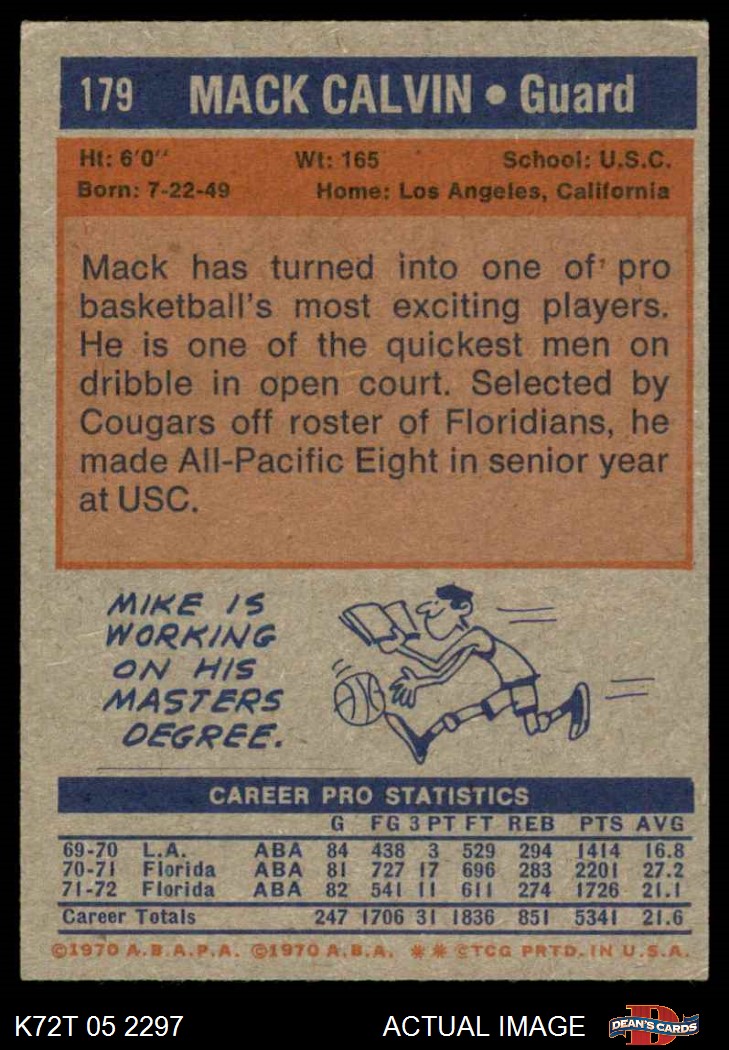 179 MACK CALVIN • Guard
Ht: 6'0" Wt: 165 School: U.S.C.
Born: 7-22-49 Home: Los Angeles, California
Mack has turned into one of pro
basketball's most exciting players.
He is one of the quickest men on
dribble in open court. Selected by
Cougars off roster of Floridians, he
made All-Pacific Eight in senior year
at USC.
MIKE IS
WORKING
ON HIS
MASTERS
DEGREE.
CAREER PRO STATISTICS
G FG 3 PT FT REB PTS AVG
69-70 L.A. ABA 84 438 3 529 294 1414 16.8
70-71 Florida ABA 81 727 17 696 283 2201 27.2
71-72 Florida ABA 82 541 11 611 274 1726 21.1
Career Totals 247 1706 31 1836 851 5341 21.6
©1970 A.B.A.P.A. ©1970 A.B.A. ** ©TCG PRTD. IN U.S.A.
K72T 05 2297 ACTUAL IMAGE D DEAN'S CARDS